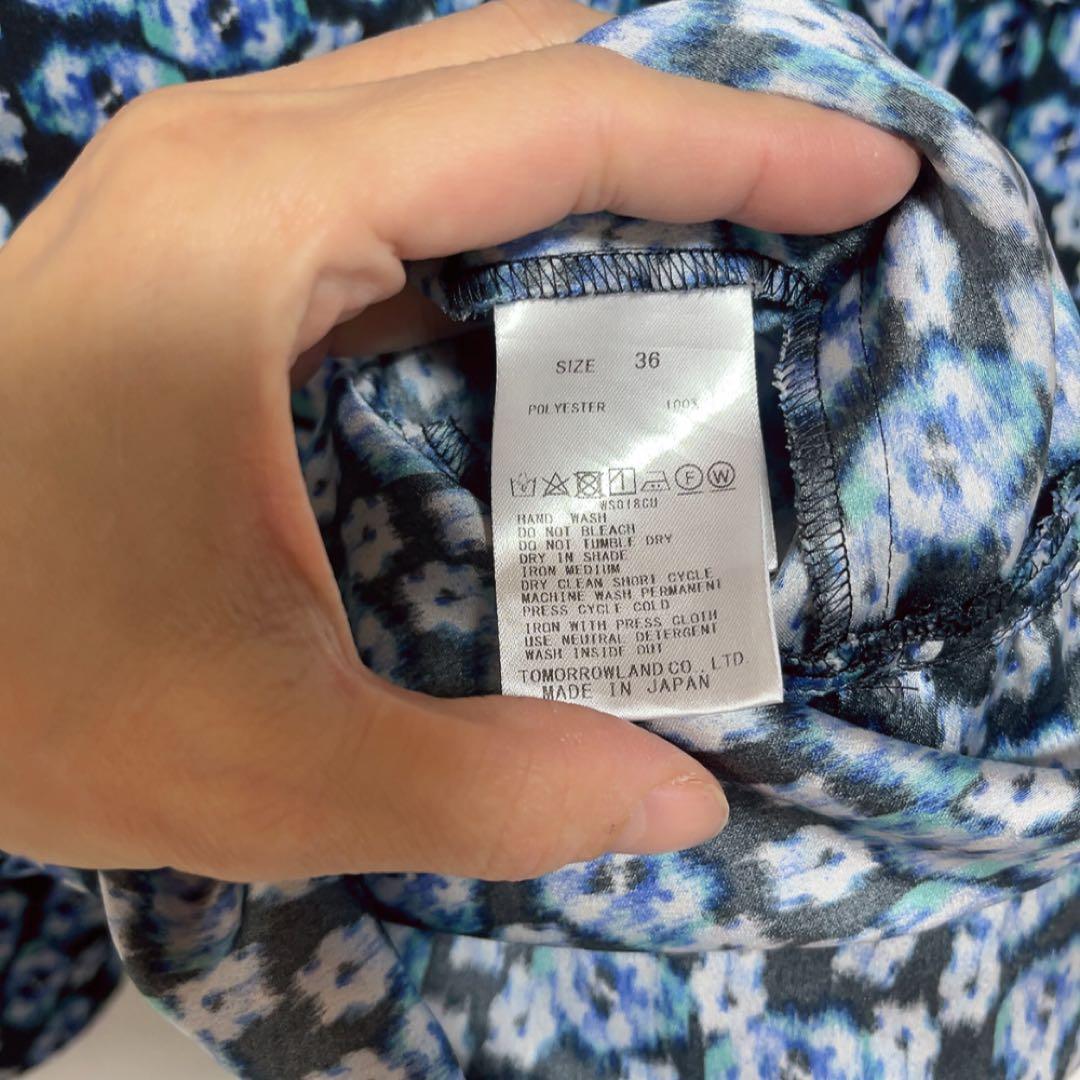 SIZE 36
POLYESTER 100%
F W
WS018CU
HAND WASH
DO NOT BLEACH
DO NOT TUMBLE DRY
DRY IN SHADE
IRON MEDIUM
DRY CLEAN SHORT CYCLE
MACHINE WASH PERMANENT
PRESS CYCLE COLD
IRON WITH PRESS CLOTH
USE NEUTRAL DETERGENT
WASH INSIDE OUT
TOMORROWLAND CO., LTD.
MADE IN JAPAN